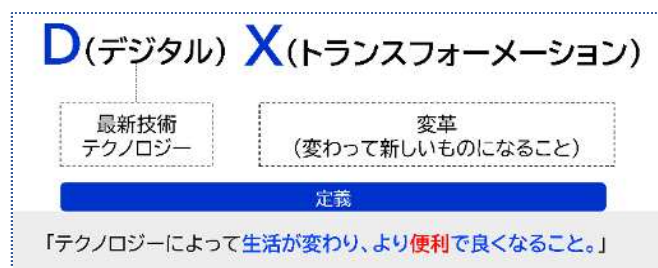 D(デジタル) X(トランスフォーメーション)
最新技術
テクノロジー
変革
(変わって新しいものになること)
定義
「テクノロジーによって生活が変わり、より便利で良くなること。」